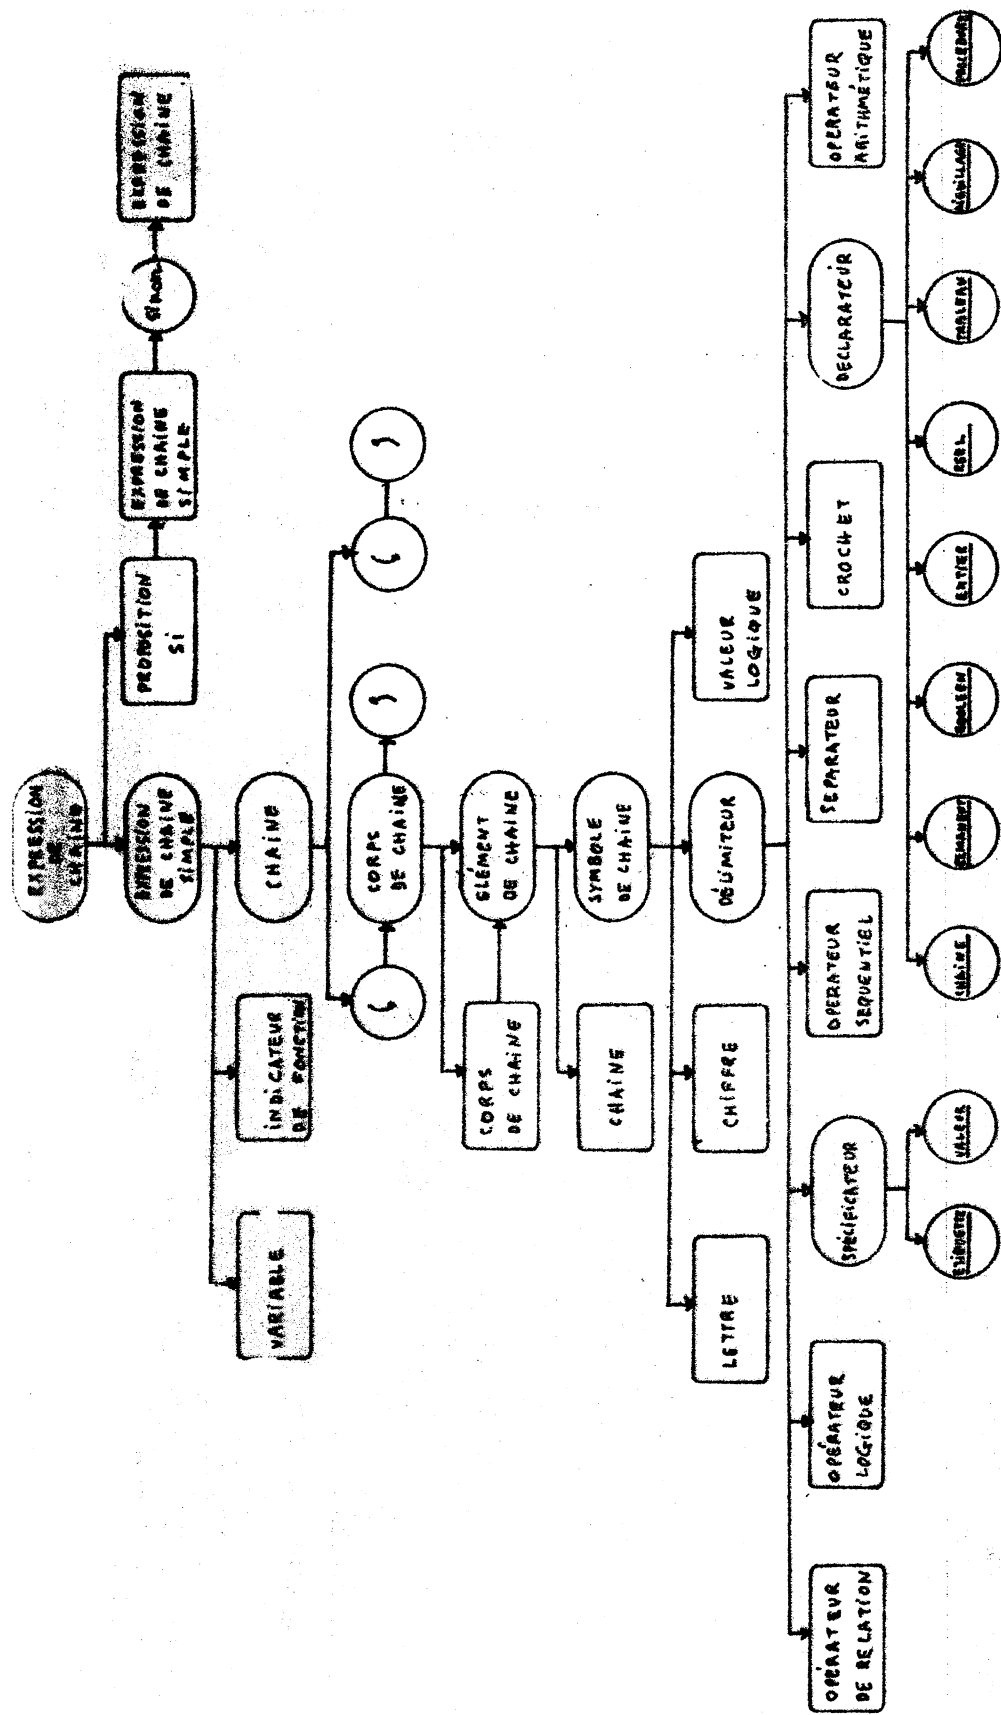 EXPRESSION
DE
CHAINE
EXPRESSION
DE CHAINE
SIMPLE
PROPOSITION
SI
EXPRESSION
DE CHAINE
SIMPLE
Sinon
EXPRESSION
DE CHAINE
VARIABLE
INDICATEUR
DE FONCTION
CHAINE
(
CORPS
DE CHAINE
)
(
)
CORPS
DE CHAINE
ÉLÉMENT
DE CHAINE
CHAINE
SYMBOLE
DE CHAINE
LETTRE
CHIFFRE
DÉLIMITEUR
VALEUR
LOGIQUE
OPÉRATEUR
DE RELATION
OPÉRATEUR
LOGIQUE
SPÉCIFICATEUR
OPERATEUR
SEQUENTIEL
SEPARATEUR
CROCHET
DECLARATEUR
OPERATEUR
ARITHMÉTIQUE
ETIQUETTE
VALEUR
CHAINE
REMANENT
BOOLEEN
ENTIER
REEL
TABLEAU
AIGUILLAGE
PROCEDURE